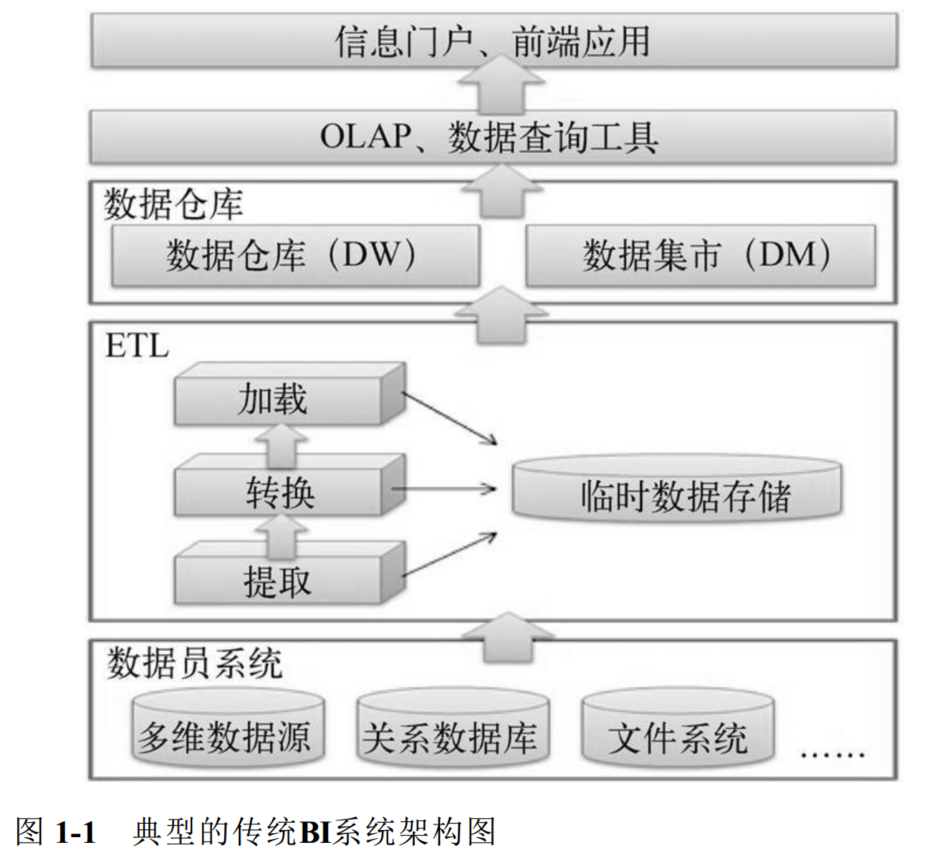 信息门户、前端应用
OLAP、数据查询工具
数据仓库
数据仓库（DW）
数据集市（DM）
ETL
加载
转换
临时数据存储
提取
数据员系统
多维数据源
关系数据库
文件系统
……
图 1-1 典型的传统BI系统架构图